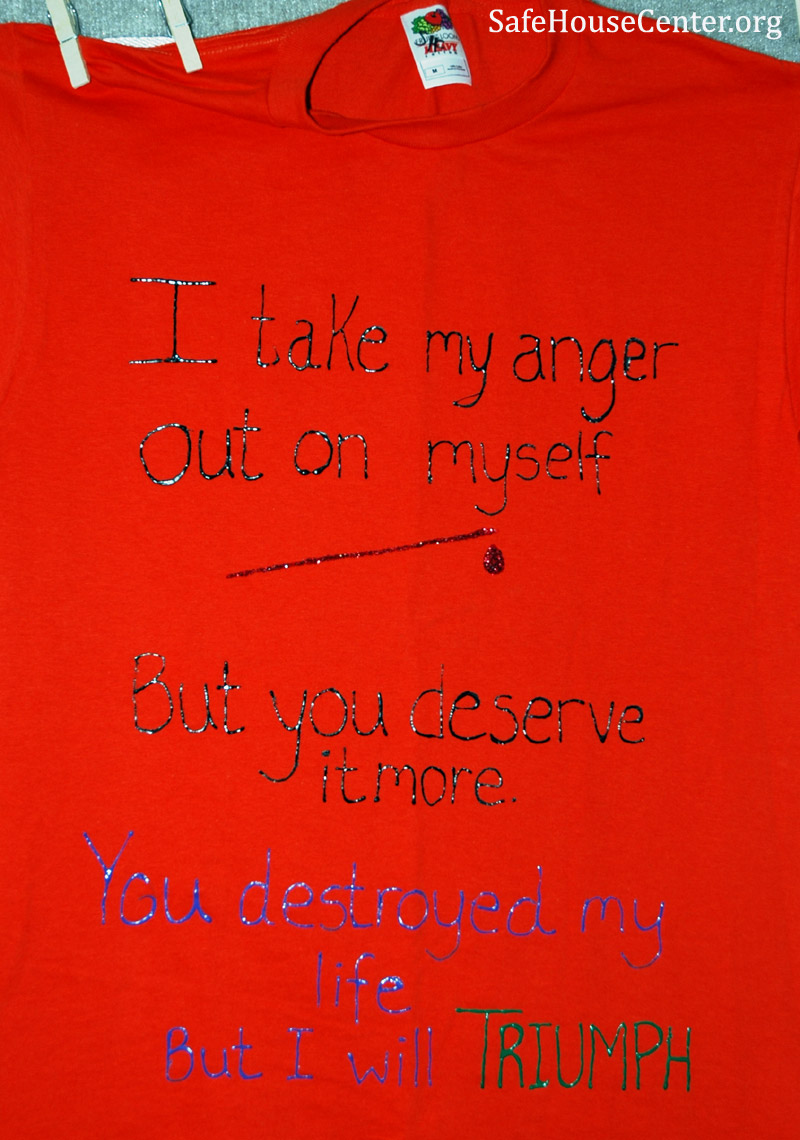 SafeHouseCenter.org
HEAVY
M
I take my anger
out on myself
But you deserve
it more.
You destroyed my
life
But I will TRIUMPH